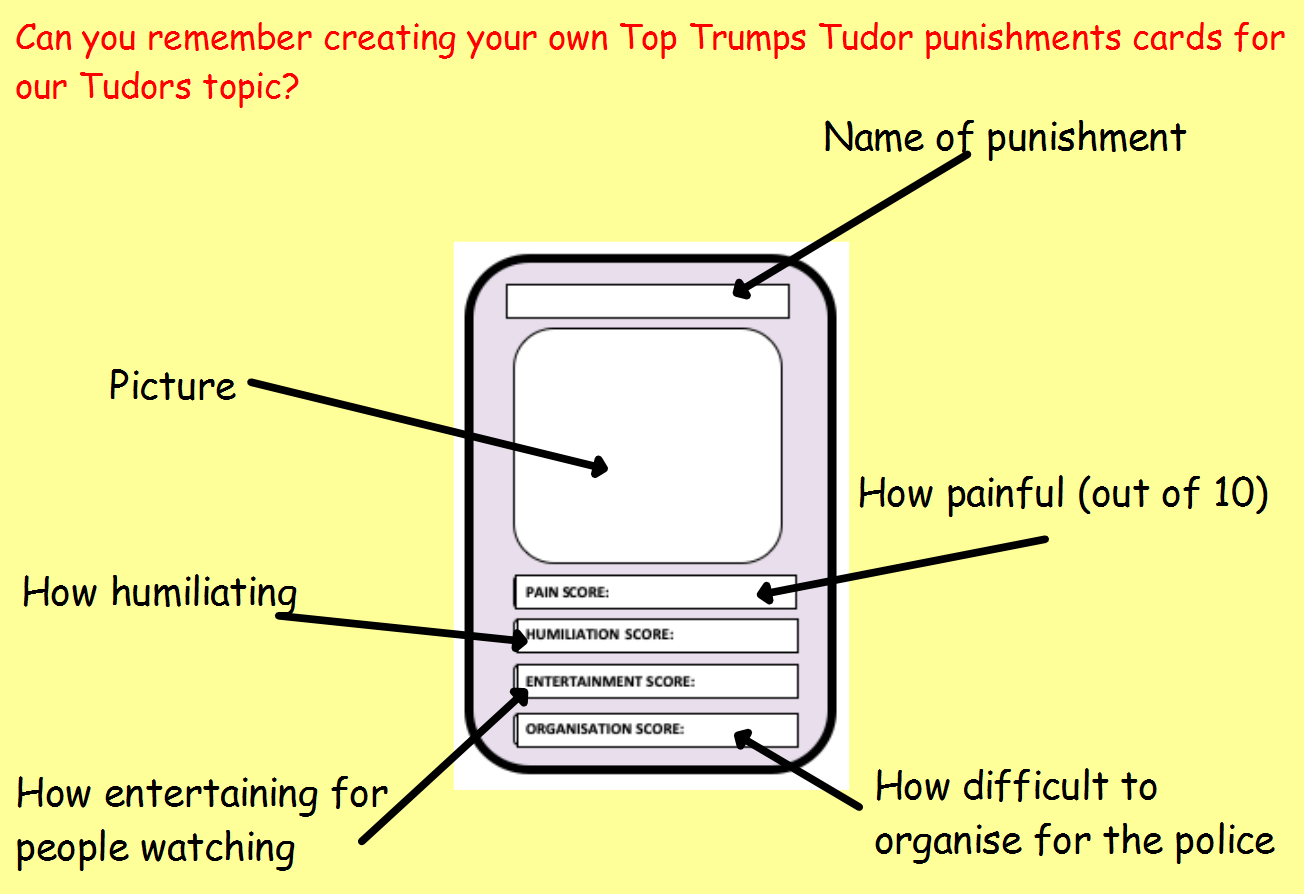 Can you remember creating your own Top Trumps Tudor punishments cards for
our Tudors topic?
Name of punishment
Picture
How painful (out of 10)
How humiliating
PAIN SCORE:
HUMILIATION SCORE:
ENTERTAINMENT SCORE:
ORGANISATION SCORE:
How entertaining for
people watching
How difficult to
organise for the police